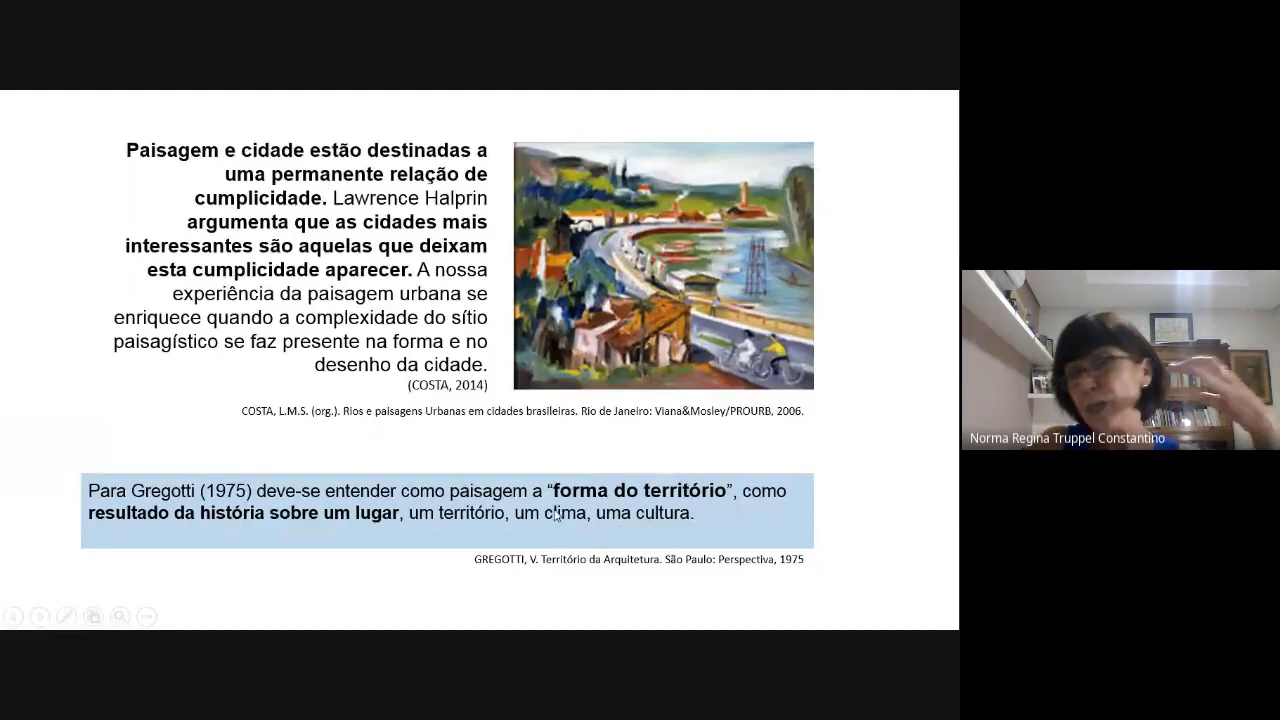 Paisagem e cidade estão destinadas a
uma permanente relação de
cumplicidade. Lawrence Halprin
argumenta que as cidades mais
interessantes são aquelas que deixam
esta cumplicidade aparecer. A nossa
experiência da paisagem urbana se
enriquece quando a complexidade do sítio
paisagístico se faz presente na forma e no
desenho da cidade.
(COSTA, 2014)
COSTA, L.M.S. (org.). Rios e paisagens Urbanas em cidades brasileiras. Rio de Janeiro: Viana&Mosley/PROURB, 2006.
Para Gregotti (1975) deve-se entender como paisagem a “forma do território”, como
resultado da história sobre um lugar, um território, um clima, uma cultura.
GREGOTTI, V. Território da Arquitetura. São Paulo: Perspectiva, 1975
Norma Regina Truppel Constantino